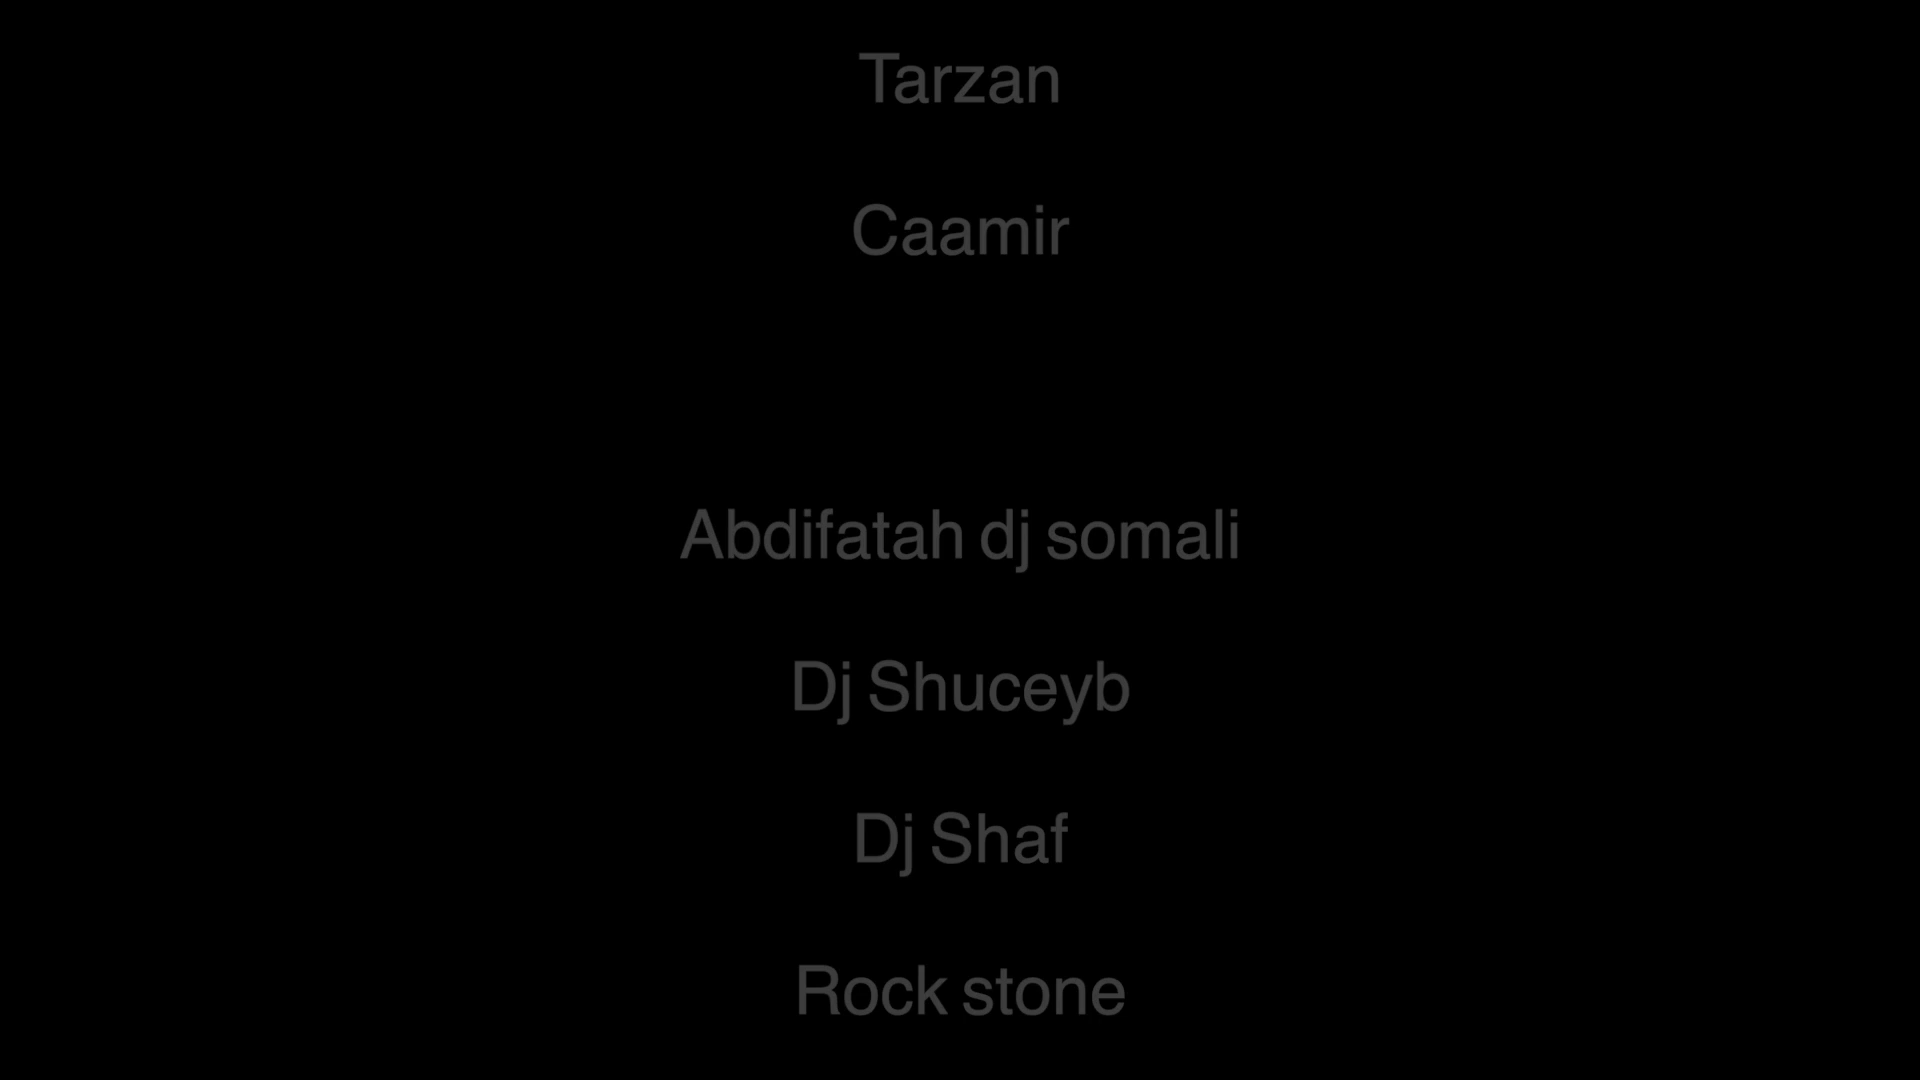 Tarzan
Caamir
Abdifatah dj somali
Dj Shuceyb
Dj Shaf
Rock stone